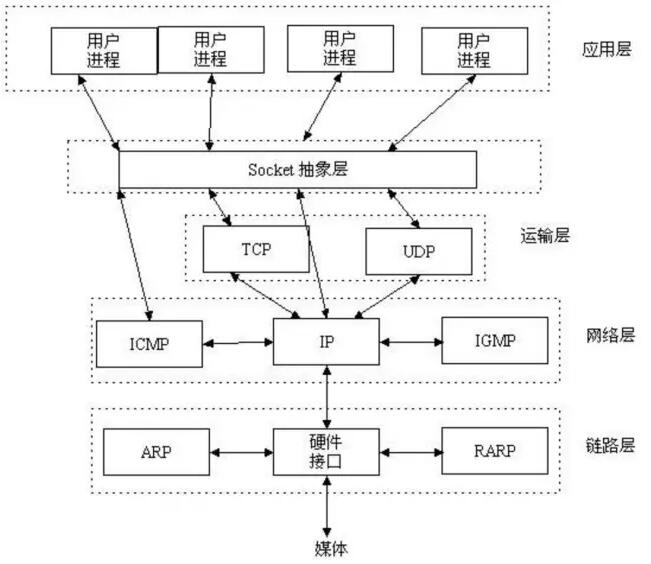 用户
进程
用户
进程
用户
进程
用户
进程
应用层
Socket 抽象层
TCP
UDP
运输层
ICMP
IP
IGMP
网络层
ARP
硬件
接口
RARP
链路层
媒体